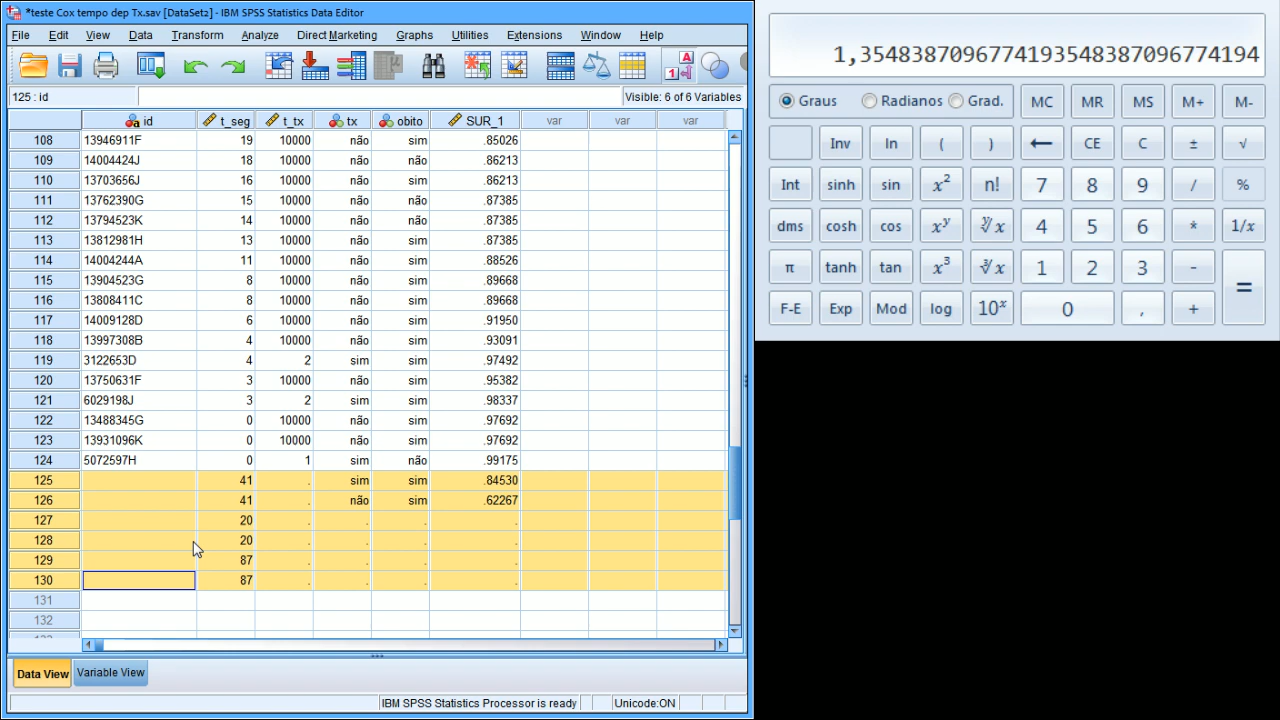 *teste Cox tempo dep Tx.sav [DataSet2] - IBM SPSS Statistics Data Editor
File Edit View Data Transform Analyze Direct Marketing Graphs Utilities Extensions Window Help
125 : id Visible: 6 of 6 Variables
id t_seg t_tx tx obito SUR_1 var var var
108 13946911F 19 10000 não sim .85026
109 14004424J 18 10000 não não .86213
110 13703656J 16 10000 não sim .86213
111 13762390G 15 10000 não não .87385
112 13794523K 14 10000 não não .87385
113 13812981H 13 10000 não sim .87385
114 14004244A 11 10000 não sim .88526
115 13904523G 8 10000 não sim .89668
116 13808411C 8 10000 não sim .89668
117 14009128D 6 10000 não sim .91950
118 13997308B 4 10000 não sim .93091
119 3122653D 4 2 sim sim .97492
120 13750631F 3 10000 não sim .95382
121 6029198J 3 2 sim sim .98337
122 13488345G 0 10000 não sim .97692
123 13931096K 0 10000 não sim .97692
124 5072597H 0 1 sim não .99175
125 41 . sim sim .84530
126 41 . não sim .62267
127 20 . . . .
128 20 . . . .
129 87 . . . .
130 87 . . . .
131
132
Data View Variable View
IBM SPSS Statistics Processor is ready Unicode:ON
1,3548387096774193548387096774194
Graus Radianos Grad. MC MR MS M+ M-
Inv ln ( ) ← CE C ± √
Int sinh sin x² n! 7 8 9 / %
dms cosh cos xʸ ʸ√x 4 5 6 * 1/x
π tanh tan x³ ³√x 1 2 3 - =
F-E Exp Mod log 10ˣ 0 , +